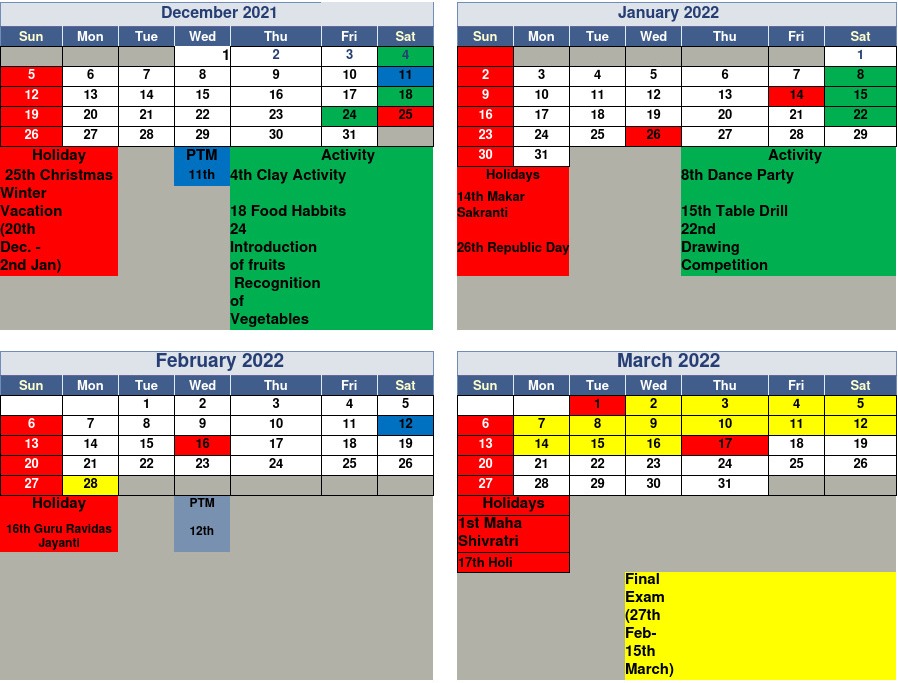 December 2021
Sun Mon Tue Wed Thu Fri Sat
1 2 3 4
5 6 7 8 9 10 11
12 13 14 15 16 17 18
19 20 21 22 23 24 25
26 27 28 29 30 31
Holiday PTM Activity
25th Christmas 11th 4th Clay Activity
Winter
Vacation 18 Food Habbits
(20th 24
Dec. - Introduction
2nd Jan) of fruits
Recognition
of
Vegetables
January 2022
Sun Mon Tue Wed Thu Fri Sat
1
2 3 4 5 6 7 8
9 10 11 12 13 14 15
16 17 18 19 20 21 22
23 24 25 26 27 28 29
30 31 Activity
Holidays 8th Dance Party
14th Makar
Sakranti 15th Table Drill
22nd
26th Republic Day Drawing
Competition
February 2022
Sun Mon Tue Wed Thu Fri Sat
1 2 3 4 5
6 7 8 9 10 11 12
13 14 15 16 17 18 19
20 21 22 23 24 25 26
27 28
Holiday PTM
16th Guru Ravidas 12th
Jayanti
March 2022
Sun Mon Tue Wed Thu Fri Sat
1 2 3 4 5
6 7 8 9 10 11 12
13 14 15 16 17 18 19
20 21 22 23 24 25 26
27 28 29 30 31
Holidays
1st Maha
Shivratri
17th Holi
Final
Exam
(27th
Feb-
15th
March)